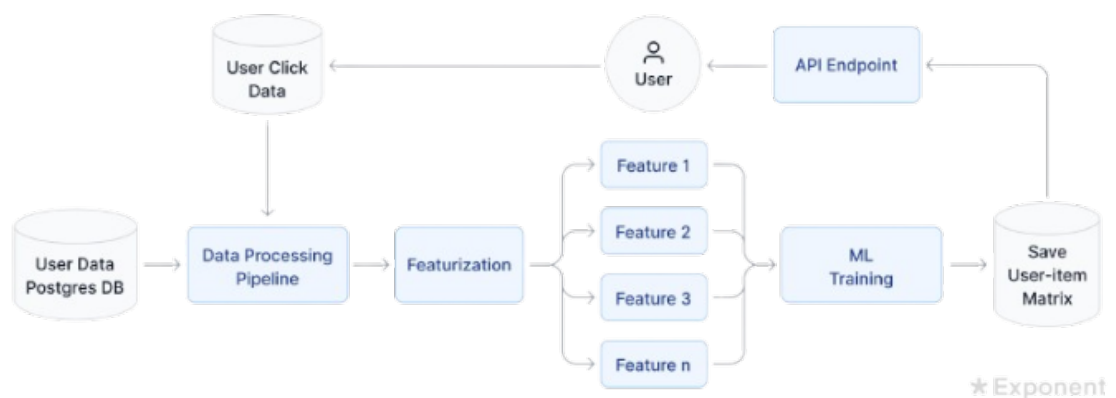 User Click
Data
User
API Endpoint
Feature 1
Feature 2
Feature 3
Feature n
User Data
Postgres DB
Data Processing
Pipeline
Featurization
ML
Training
Save
User-item
Matrix
Exponent